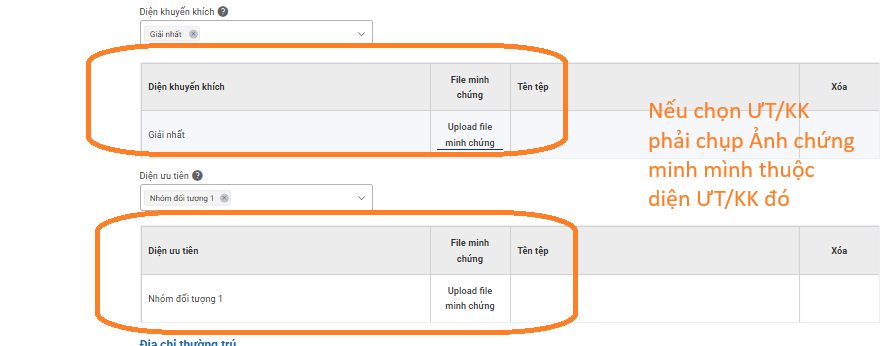 Diện khuyến khích ?
Giải nhất
Diện khuyến khích
File minh
chứng
Tên tệp
Xóa
Giải nhất
Upload file
minh chứng
Nếu chọn ƯT/KK
phải chụp Ảnh chứng
minh mình thuộc
diện ƯT/KK đó
Diện ưu tiên ?
Nhóm đối tượng 1
Diện ưu tiên
File minh
chứng
Tên tệp
Xóa
Nhóm đối tượng 1
Upload file
minh chứng
Địa chỉ thường trú